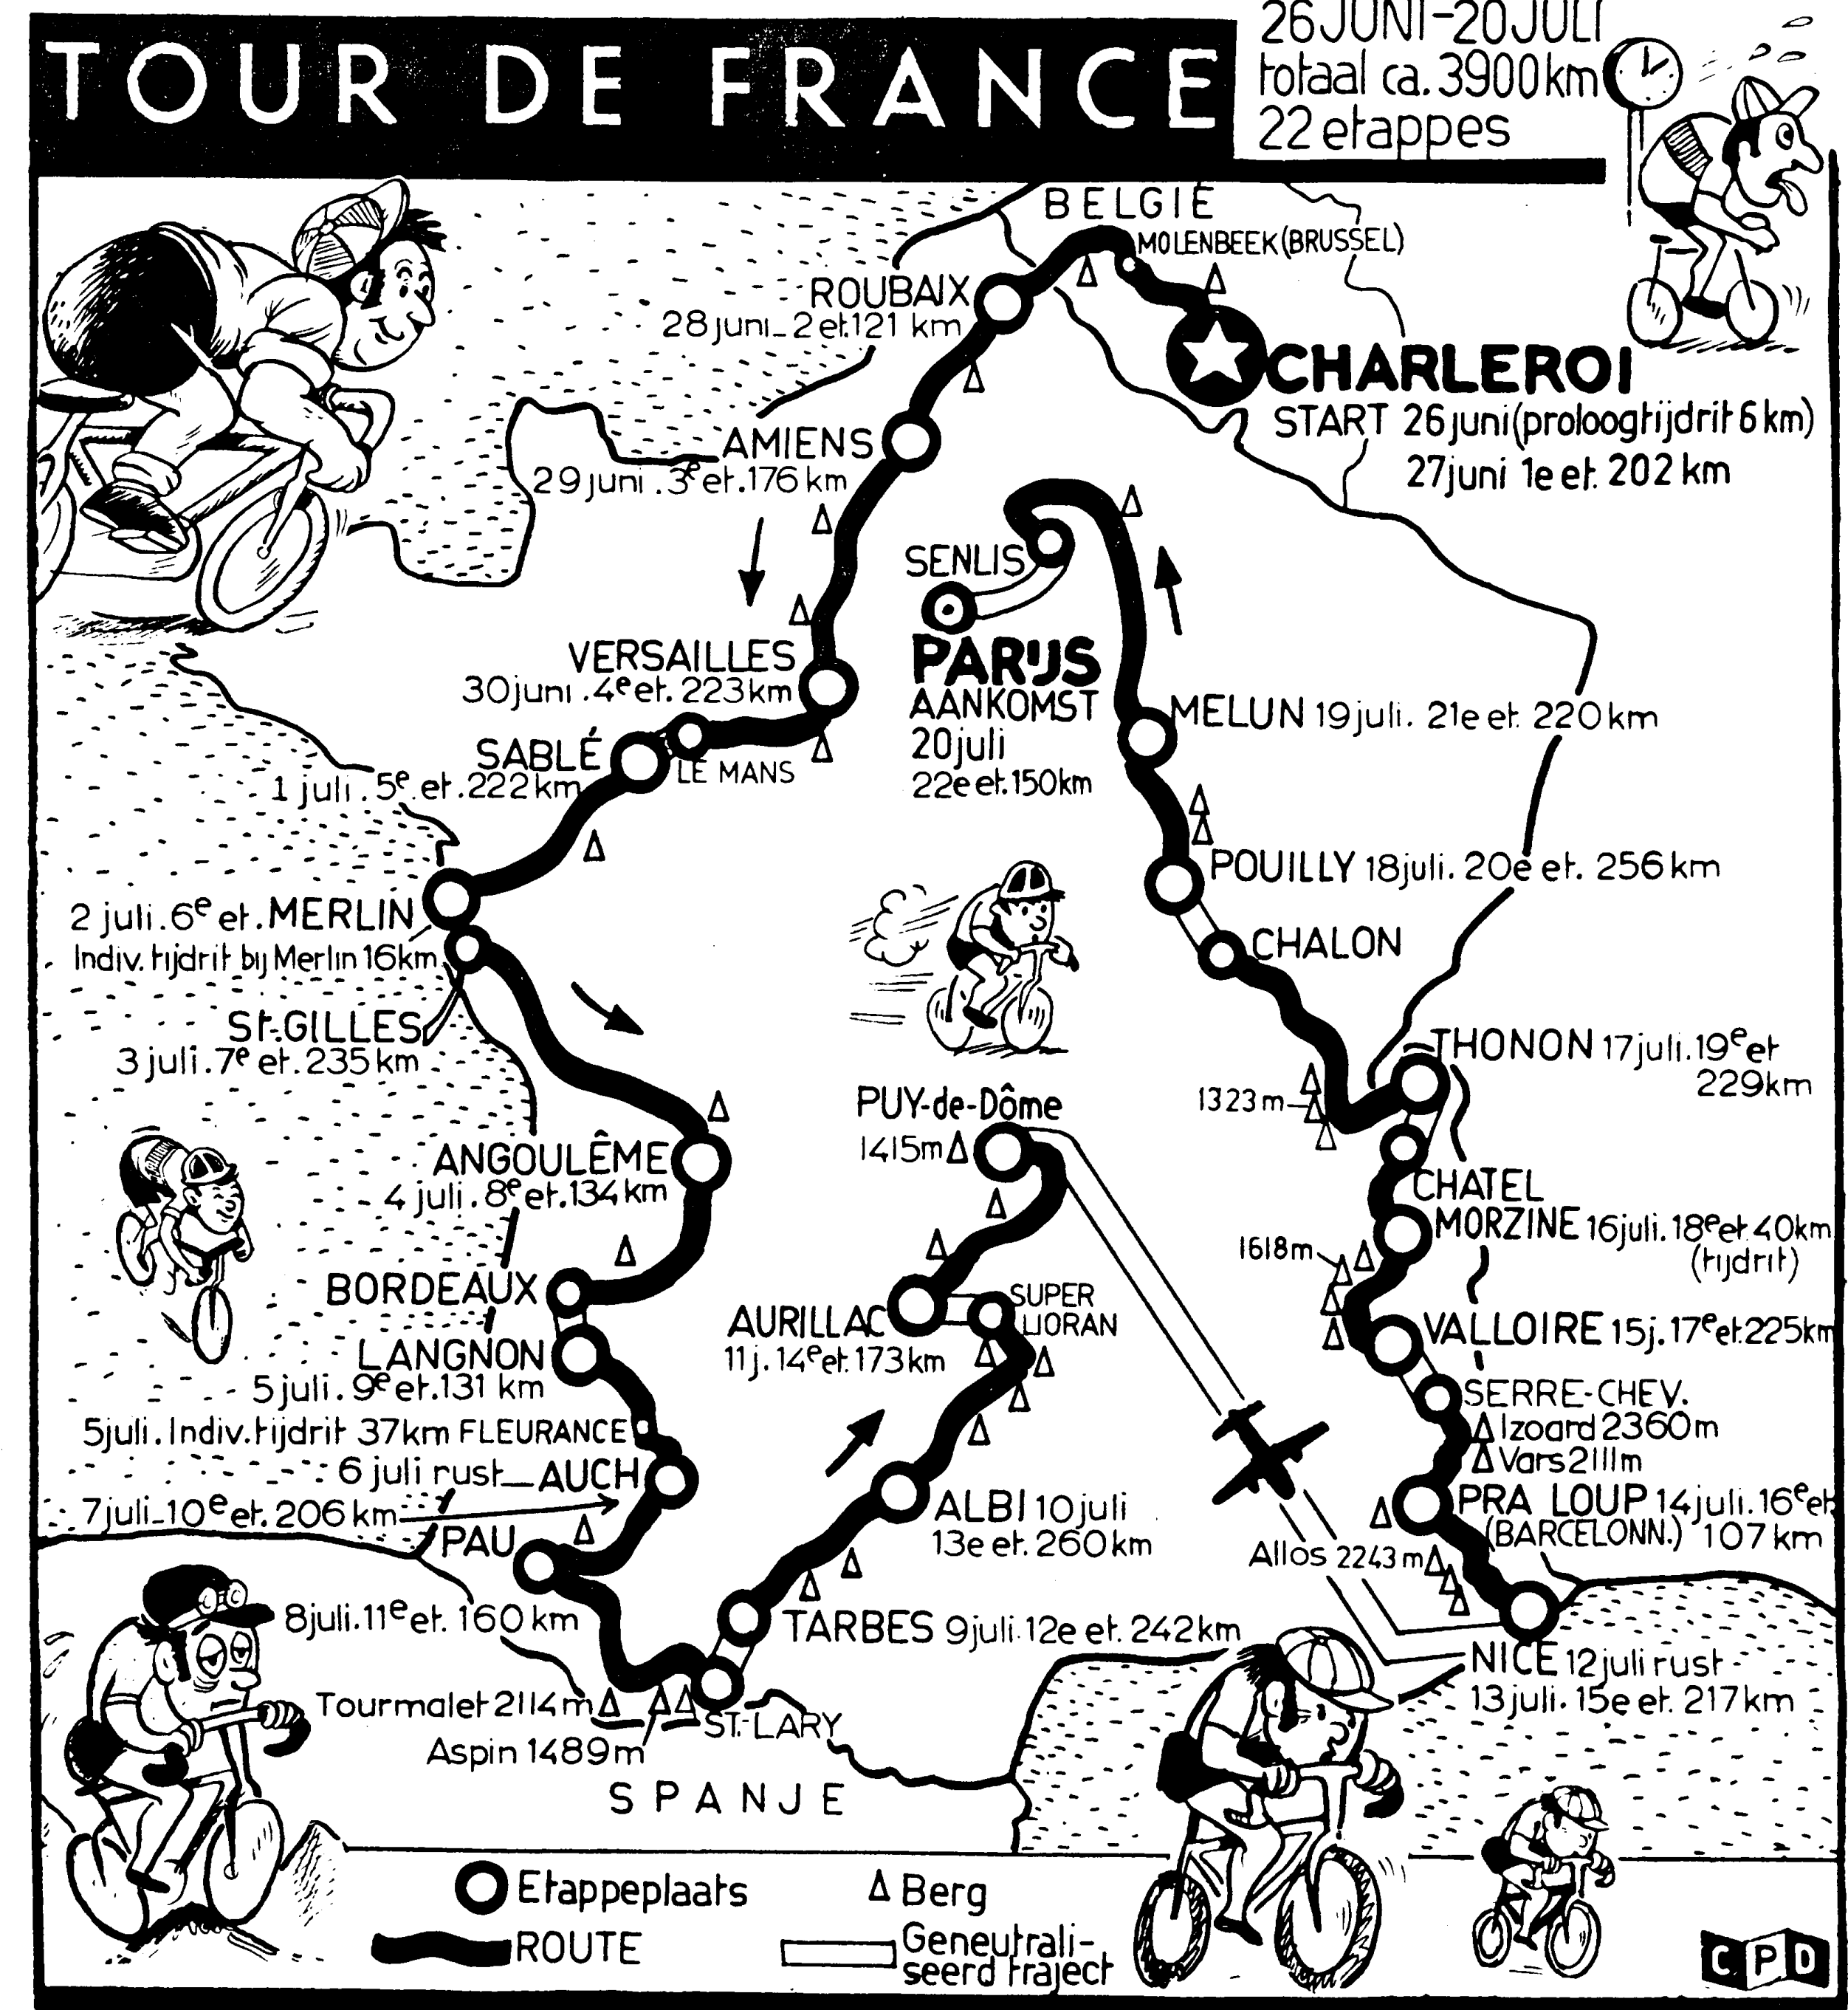 TOUR DE FRANCE
26 JUNI-20 JULI
totaal ca. 3900 km
22 etappes
BELGIË
MOLENBEEK (BRUSSEL)
ROUBAIX
28 juni_2 et. 121 km
CHARLEROI
START 26 juni (proloogtijdrit 6 km)
27 juni 1e et. 202 km
AMIENS
29 juni . 3e et. 176 km
SENLIS
PARIJS
AANKOMST
20 juli
22e et. 150 km
VERSAILLES
30 juni . 4e et. 223 km
MELUN 19 juli. 21e et. 220 km
SABLÉ
LE MANS
1 juli . 5e et. 222 km
POUILLY 18 juli. 20e et. 256 km
2 juli . 6e et. MERLIN
Indiv. tijdrit bij Merlin 16 km
CHALON
St.-GILLES
3 juli . 7e et. 235 km
THONON 17 juli. 19e et
229 km
1323 m
PUY-de-Dôme
1415 m
ANGOULÊME
4 juli . 8e et. 134 km
CHATEL
MORZINE 16 juli. 18e et. 40 km
(tijdrit)
1618 m
BORDEAUX
SUPER
LIORAN
AURILLAC
11 j. 14e et. 173 km
VALLOIRE 15 j. 17e et. 225 km
LANGNON
5 juli . 9e et. 131 km
SERRE-CHEV.
Izoard 2360 m
Vars 2111 m
5 juli. Indiv. tijdrit 37 km FLEURANCE
6 juli rust_AUCH
7 juli_10e et. 206 km
ALBI 10 juli
13e et. 260 km
PRA LOUP 14 juli. 16e et
(BARCELONN.) 107 km
PAU
Allos 2243 m
8 juli. 11e et. 160 km
TARBES 9 juli. 12e et. 242 km
NICE 12 juli rust
13 juli. 15e et. 217 km
Tourmalet 2114 m
ST.-LARY
Aspin 1489 m
SPANJE
Etappeplaats
Berg
ROUTE
Geneutrali-
seerd traject
CPD